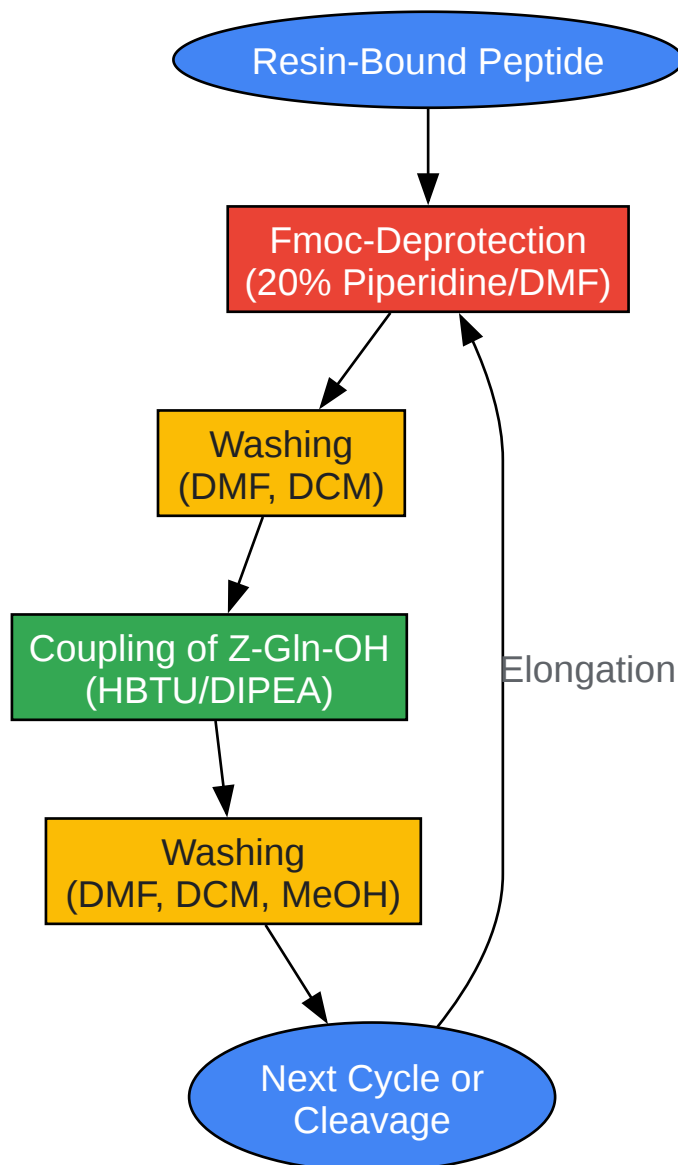 Resin-Bound Peptide
Fmoc-Deprotection
(20% Piperidine/DMF)
Washing
(DMF, DCM)
Coupling of Z-Gln-OH
(HBTU/DIPEA)
Elongation
Washing
(DMF, DCM, MeOH)
Next Cycle or
Cleavage